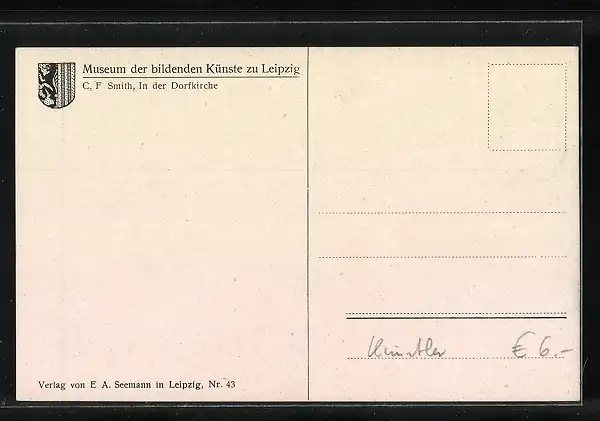 Museum der bildenden Künste zu Leipzig
C. F Smith, In der Dorfkirche
Künstler € 6.-
Verlag von E. A. Seemann in Leipzig, Nr. 43